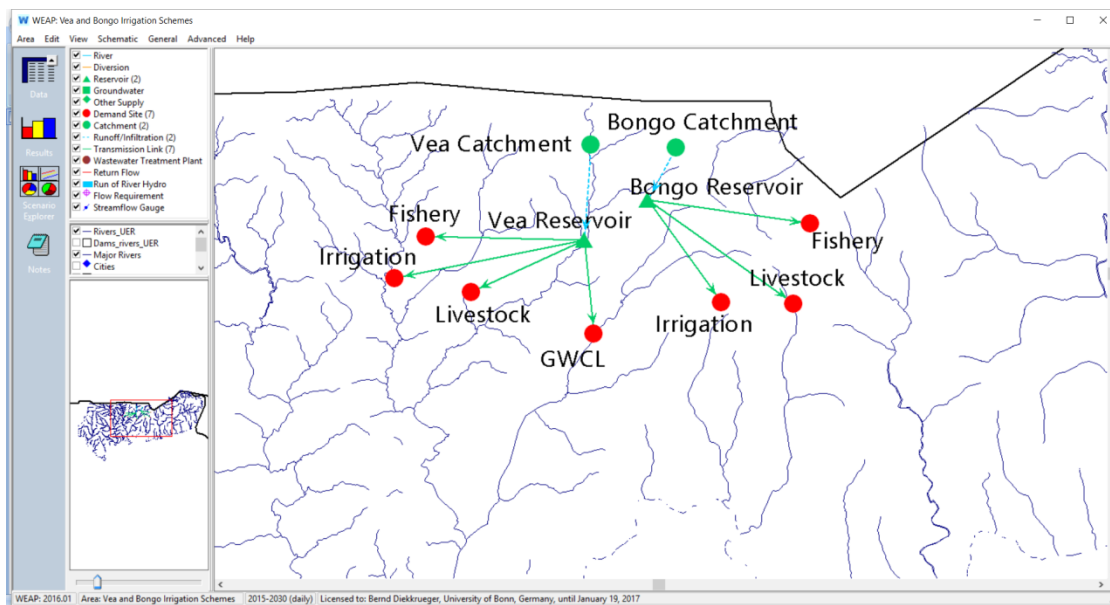 WEAP: Vea and Bongo Irrigation Schemes
Area Edit View Schematic General Advanced Help
Data
Results
Scenario
Explorer
Notes
River
Diversion
Reservoir (2)
Groundwater
Other Supply
Demand Site (7)
Catchment (2)
Runoff/Infiltration (2)
Transmission Link (7)
Wastewater Treatment Plant
Return Flow
Run of River Hydro
Flow Requirement
Streamflow Gauge
Rivers_UER
Dams_rivers_UER
Major Rivers
Cities
Bongo Catchment
Vea Catchment
Bongo Reservoir
Fishery
Vea Reservoir
Fishery
Irrigation
Livestock
Livestock
Irrigation
GWCL
WEAP: 2016.01 Area: Vea and Bongo Irrigation Schemes 2015-2030 (daily) Licensed to: Bernd Diekkrueger, University of Bonn, Germany, until January 19, 2017